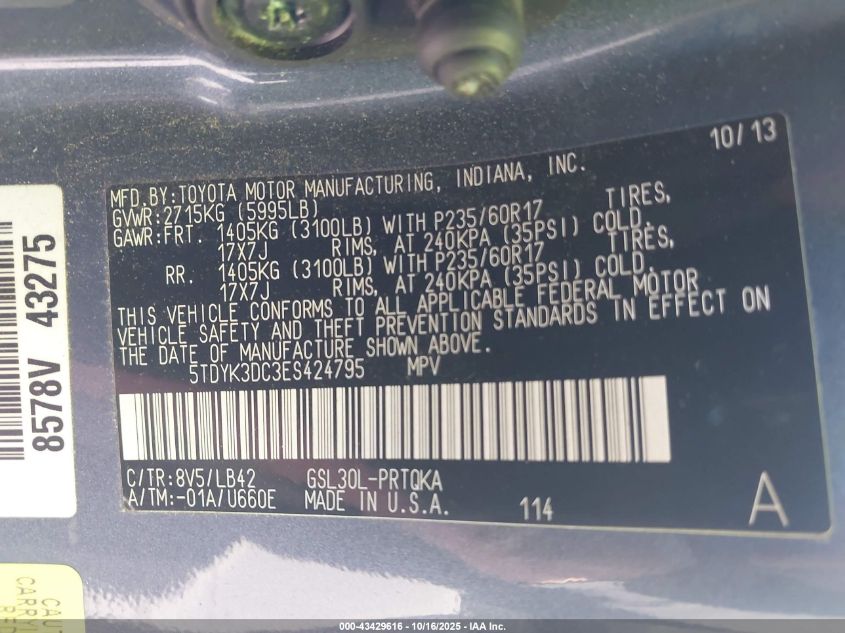 10/13
MFD.BY:TOYOTA MOTOR MANUFACTURING, INDIANA, INC.
GVWR:2715KG (5995LB)
GAWR:FRT. 1405KG (3100LB) WITH P235/60R17 TIRES,
17X7J RIMS, AT 240KPA (35PSI) COLD.
RR. 1405KG (3100LB) WITH P235/60R17 TIRES,
17X7J RIMS, AT 240KPA (35PSI) COLD.
THIS VEHICLE CONFORMS TO ALL APPLICABLE FEDERAL MOTOR
VEHICLE SAFETY AND THEFT PREVENTION STANDARDS IN EFFECT ON
THE DATE OF MANUFACTURE SHOWN ABOVE.
5TDYK3DC3ES424795 MPV
C/TR:8V5/LB42 GSL30L-PRTQKA
A/TM:-01A/U660E MADE IN U.S.A. 114 A
8578V 43275
000-43429616 - 10/16/2025 - IAA Inc.